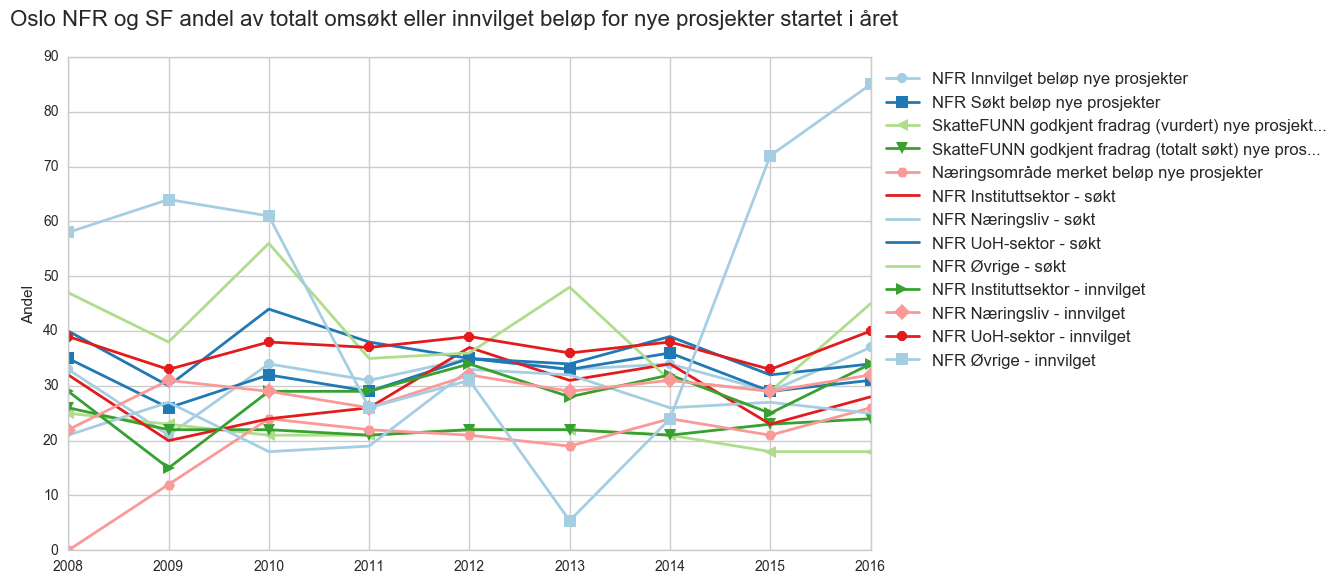 Oslo NFR og SF andel av totalt omsøkt eller innvilget beløp for nye prosjekter startet i året
90
80
70
60
50
40
30
20
10
0
Andel
2008 2009 2010 2011 2012 2013 2014 2015 2016
NFR Innvilget beløp nye prosjekter
NFR Søkt beløp nye prosjekter
SkatteFUNN godkjent fradrag (vurdert) nye prosjekt...
SkatteFUNN godkjent fradrag (totalt søkt) nye pros...
Næringsområde merket beløp nye prosjekter
NFR Instituttsektor - søkt
NFR Næringsliv - søkt
NFR UoH-sektor - søkt
NFR Øvrige - søkt
NFR Instituttsektor - innvilget
NFR Næringsliv - innvilget
NFR UoH-sektor - innvilget
NFR Øvrige - innvilget